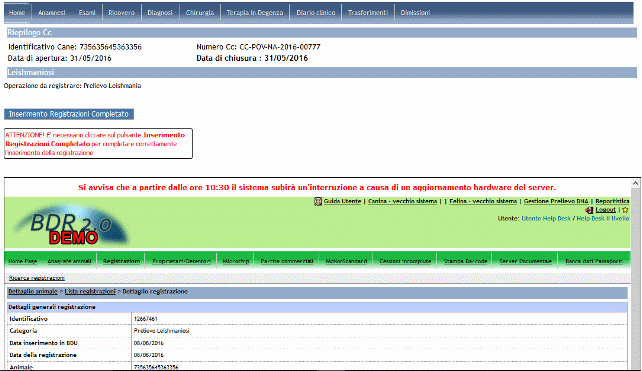 Home Anamnesi Esami Ricovero Diagnosi Chirurgia Terapia in Degenza Diario clinico Trasferimenti Dimissioni
Riepilogo Cc
Identificativo Cane: 735635645363356 Numero Cc: CC-POV-NA-2016-00777
Data di apertura: 31/05/2016 Data di chiusura : 31/05/2016
Leishmaniosi
Operazione da registrare: Prelievo Leishmania
Inserimento Registrazioni Completato
ATTENZIONE! E' necessario cliccare sul pulsante Inserimento
Registrazioni Completato per completare correttamente
l'inserimento della registrazione
Si avvisa che a partire dalle ore 10:30 il sistema subirà un'interruzione a causa di un aggiornamento hardware del server.
Guida Utente | Canina - vecchio sistema | | Felina - vecchio sistema | Gestione Prelievo DNA | Reportistica
| Logout |
Utente: Utente Help Desk / Help Desk II livello
BDR 2.0
DEMO
Home Page Anagrafe animali Registrazioni Proprietari/Detentori Microchip Partite commerciali Modulistandard Gestioni incomplete Stampa Barcode Server Documentale Banca dati Passaporti
Ricerca registrazioni
Dettaglio animale > Lista registrazioni > Dettaglio registrazione
Dettagli generali registrazione
Identificativo 12667461
Categoria Prelievo Leishmaniosi
Data inserimento in BDU 08/08/2016
Data della registrazione 08/08/2016
Animale 735635645363356